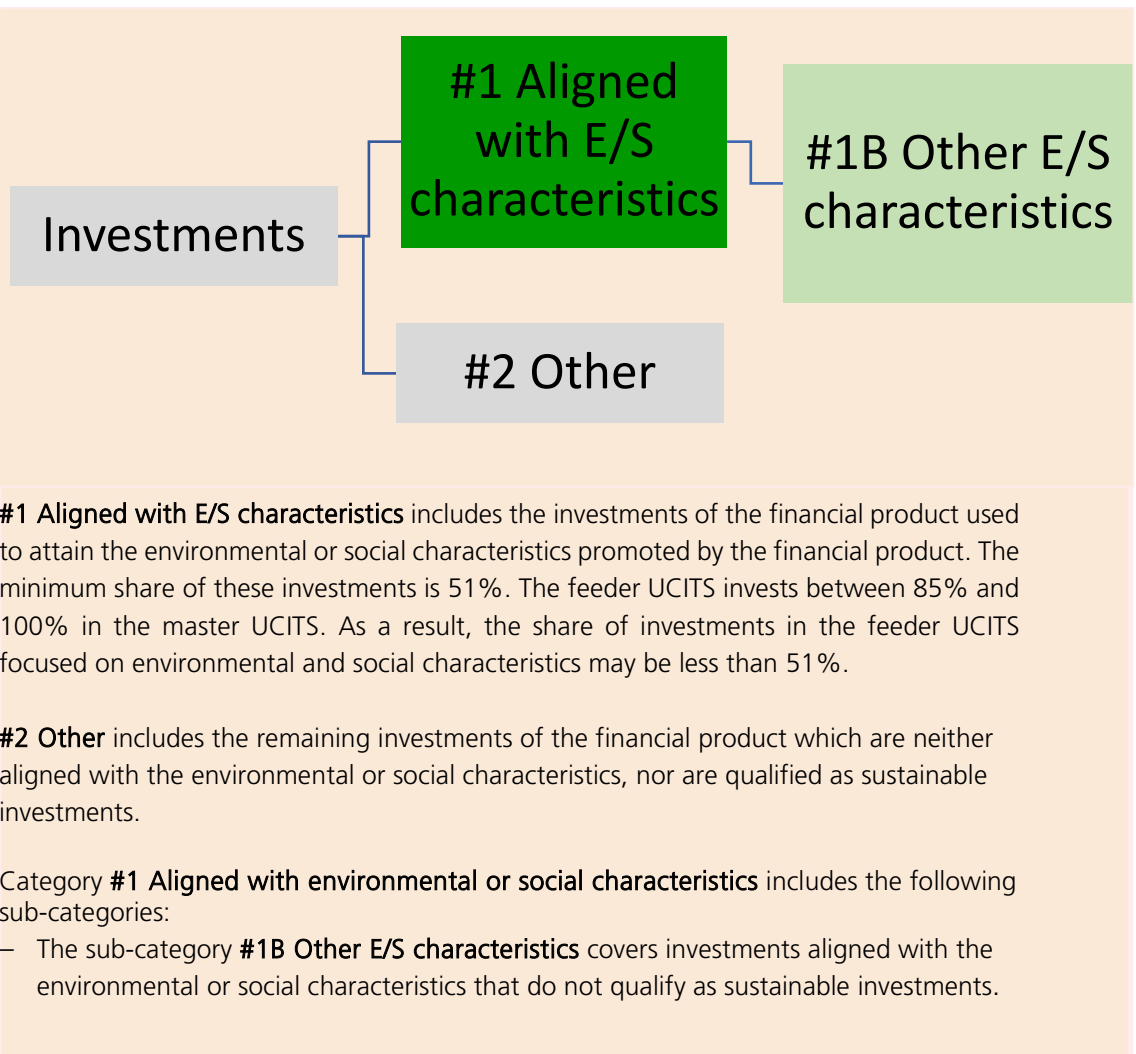 #1 Aligned
with E/S
characteristics
#1B Other E/S
characteristics
Investments
#2 Other
#1 Aligned with E/S characteristics includes the investments of the financial product used
to attain the environmental or social characteristics promoted by the financial product. The
minimum share of these investments is 51%. The feeder UCITS invests between 85% and
100% in the master UCITS. As a result, the share of investments in the feeder UCITS
focused on environmental and social characteristics may be less than 51%.
#2 Other includes the remaining investments of the financial product which are neither
aligned with the environmental or social characteristics, nor are qualified as sustainable
investments.
Category #1 Aligned with environmental or social characteristics includes the following
sub-categories:
– The sub-category #1B Other E/S characteristics covers investments aligned with the
environmental or social characteristics that do not qualify as sustainable investments.